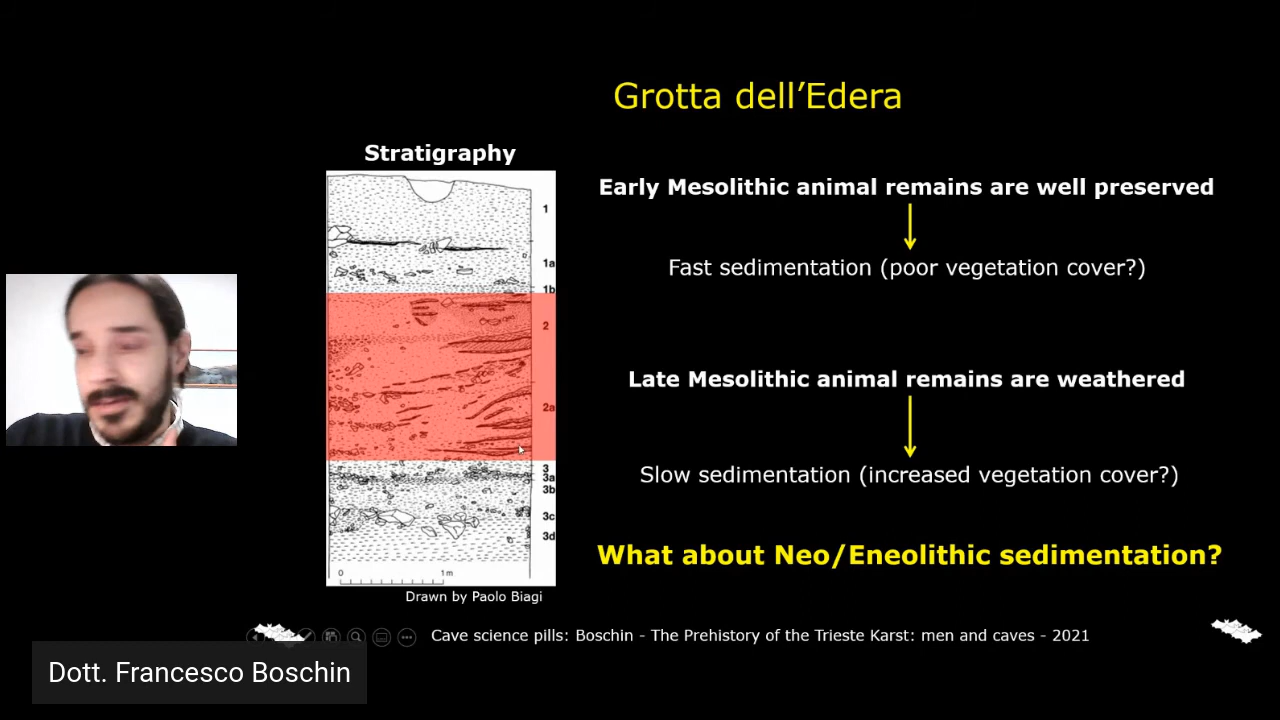 Grotta dell’Edera
Stratigraphy
1
1a
1b
2
2a
3
3a
3b
3c
3d
0
1m
Drawn by Paolo Biagi
Early Mesolithic animal remains are well preserved
Fast sedimentation (poor vegetation cover?)
Late Mesolithic animal remains are weathered
Slow sedimentation (increased vegetation cover?)
What about Neo/Eneolithic sedimentation?
Cave science pills: Boschin - The Prehistory of the Trieste Karst: men and caves - 2021
Dott. Francesco Boschin